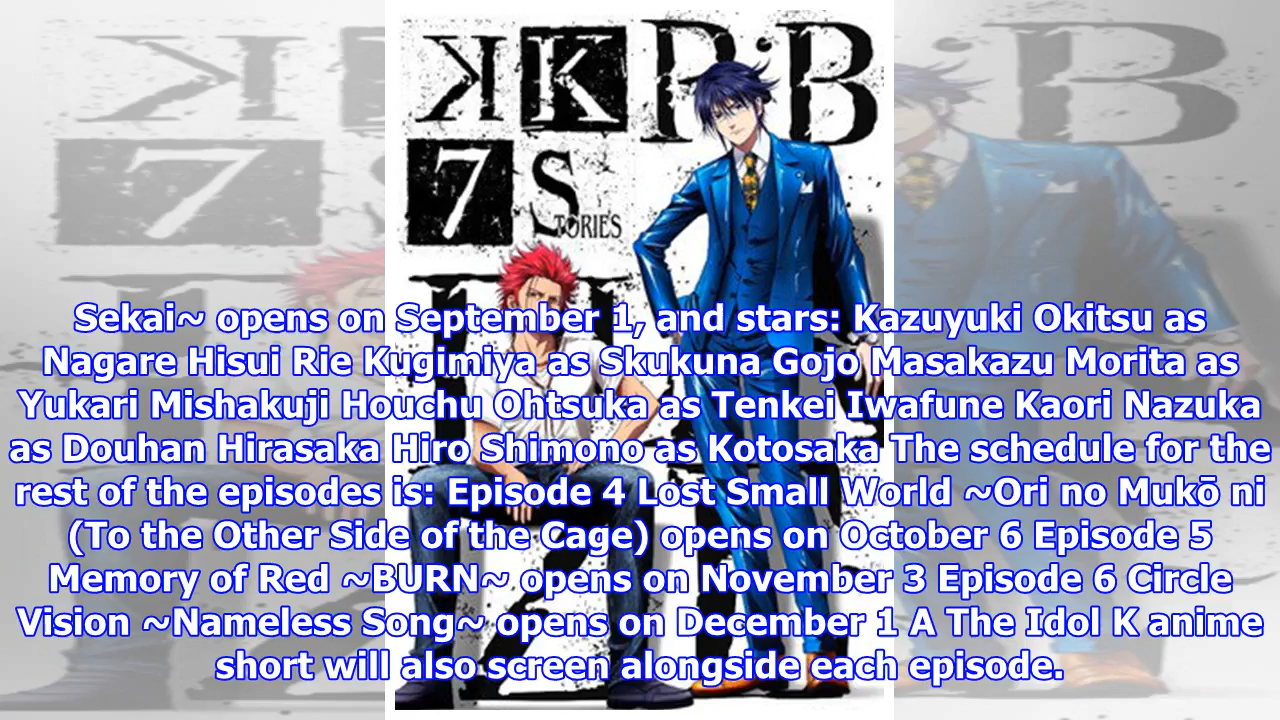 K K R·B
7 STORIES
Sekai~ opens on September 1, and stars: Kazuyuki Okitsu as
Nagare Hisui Rie Kugimiya as Skukuna Gojo Masakazu Morita as
Yukari Mishakuji Houchu Ohtsuka as Tenkei Iwafune Kaori Nazuka
as Douhan Hirasaka Hiro Shimono as Kotosaka The schedule for the
rest of the episodes is: Episode 4 Lost Small World ~Ori no Mukō ni
(To the Other Side of the Cage) opens on October 6 Episode 5
Memory of Red ~BURN~ opens on November 3 Episode 6 Circle
Vision ~Nameless Song~ opens on December 1 A The Idol K anime
short will also screen alongside each episode.